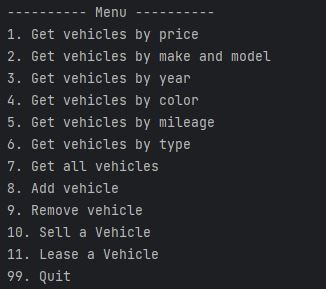 ---------- Menu ----------
1. Get vehicles by price
2. Get vehicles by make and model
3. Get vehicles by year
4. Get vehicles by color
5. Get vehicles by mileage
6. Get vehicles by type
7. Get all vehicles
8. Add vehicle
9. Remove vehicle
10. Sell a Vehicle
11. Lease a Vehicle
99. Quit